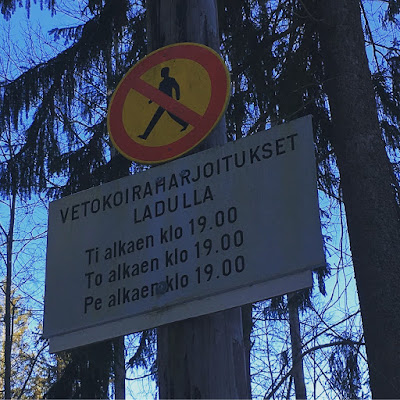 VETOKOIRAHARJOITUKSET
LADULLA
Ti alkaen klo 19.00
To alkaen klo 19.00
Pe alkaen klo 19.00